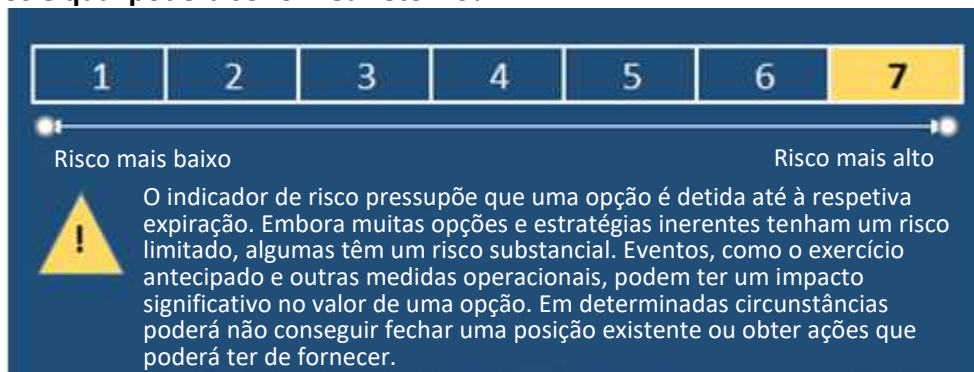 1 2 3 4 5 6 7
Risco mais baixo Risco mais alto
! O indicador de risco pressupõe que uma opção é detida até à respetiva
expiração. Embora muitas opções e estratégias inerentes tenham um risco
limitado, algumas têm um risco substancial. Eventos, como o exercício
antecipado e outras medidas operacionais, podem ter um impacto
significativo no valor de uma opção. Em determinadas circunstâncias
poderá não conseguir fechar uma posição existente ou obter ações que
poderá ter de fornecer.